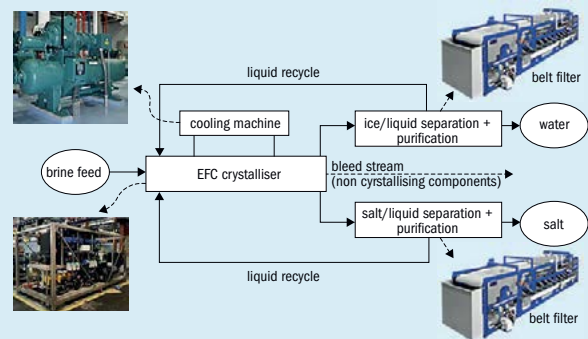 liquid recycle
belt filter
cooling machine
ice/liquid separation +
purification
water
brine feed
EFC crystalliser
bleed stream
(non cyrstallising components)
salt/liquid separation +
purification
salt
liquid recycle
belt filter